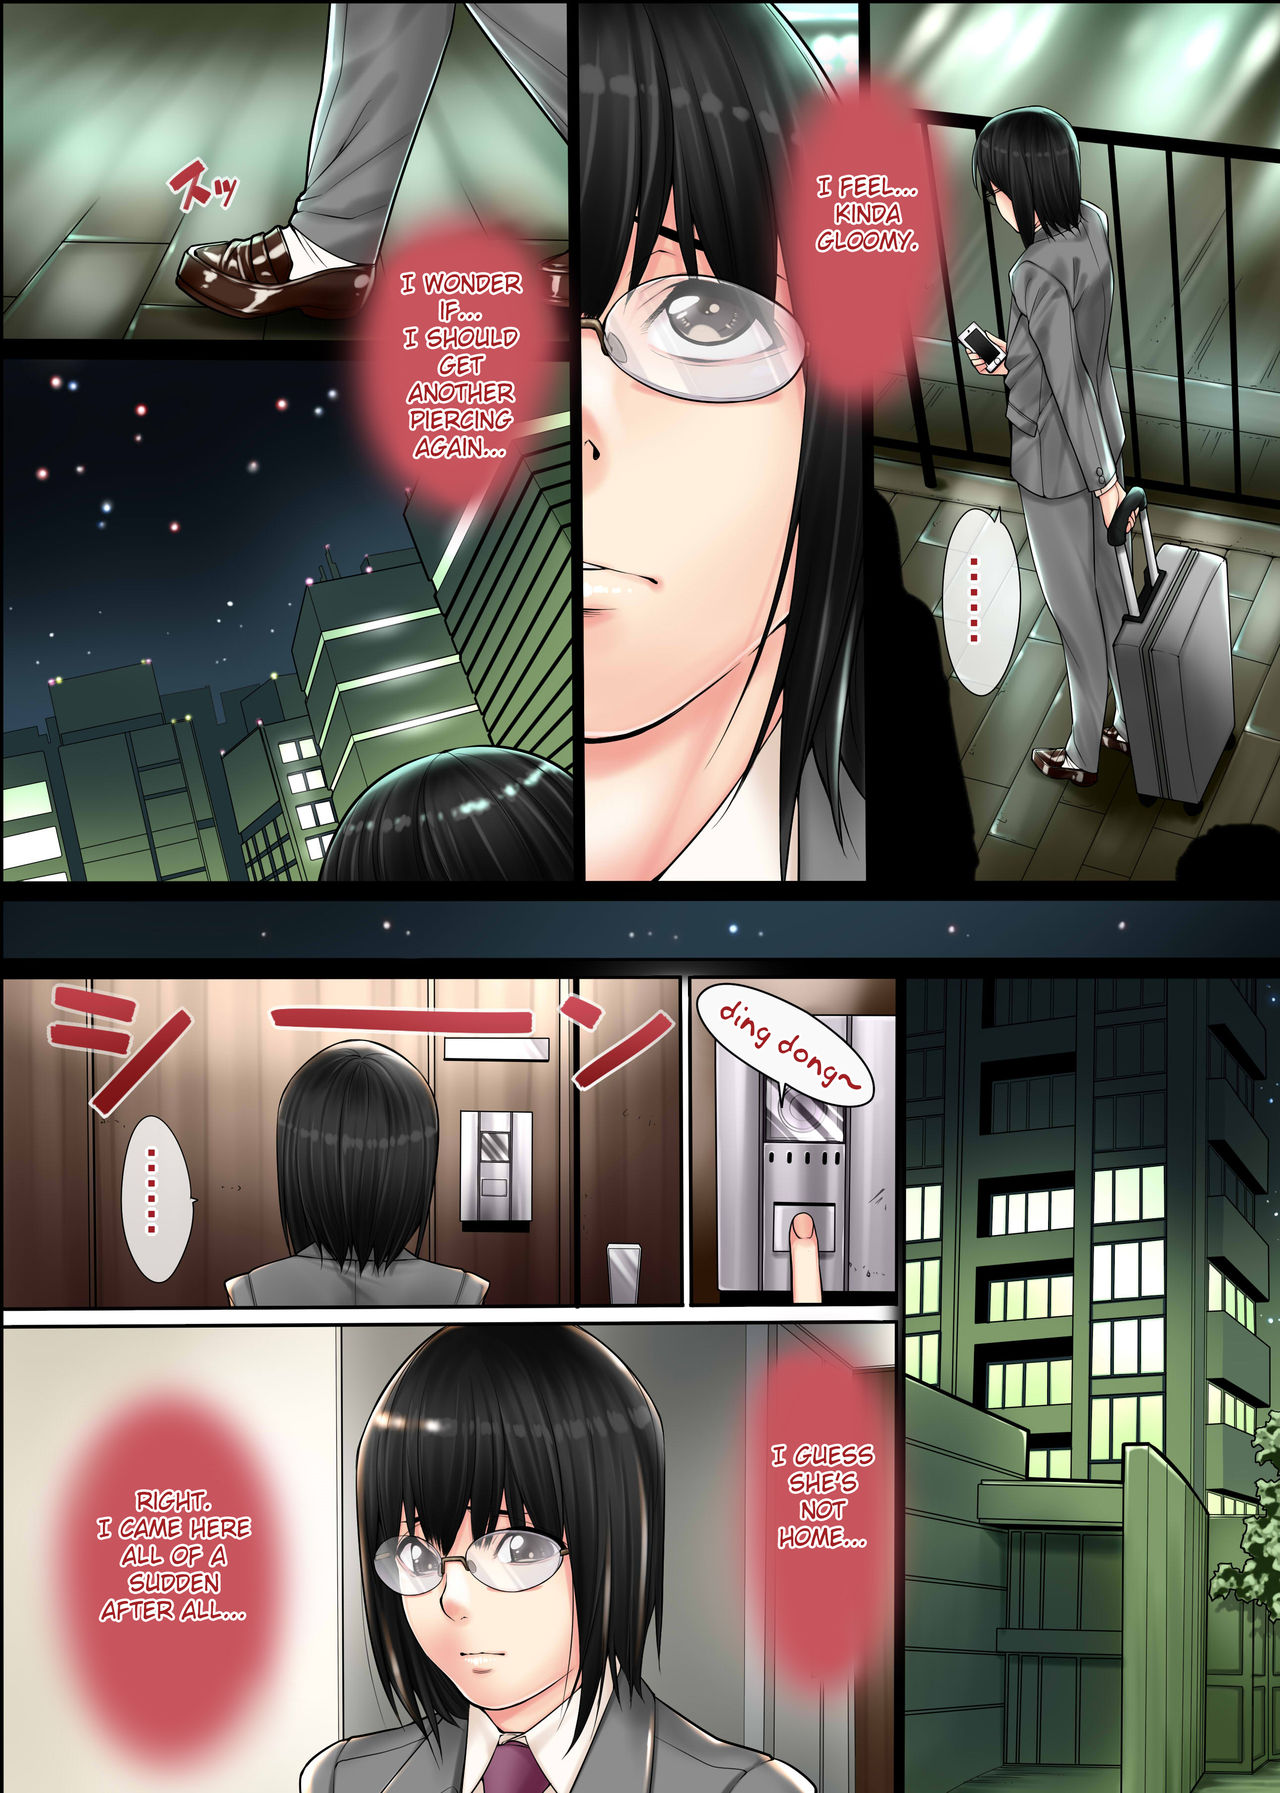 I FEEL...
KINDA
GLOOMY.
......
I WONDER
IF...
I SHOULD
GET
ANOTHER
PIERCING
AGAIN...
スッ
ding dong~
シーン
.....
I GUESS
SHE'S
NOT
HOME...
RIGHT.
I CAME HERE
ALL OF A
SUDDEN
AFTER ALL...